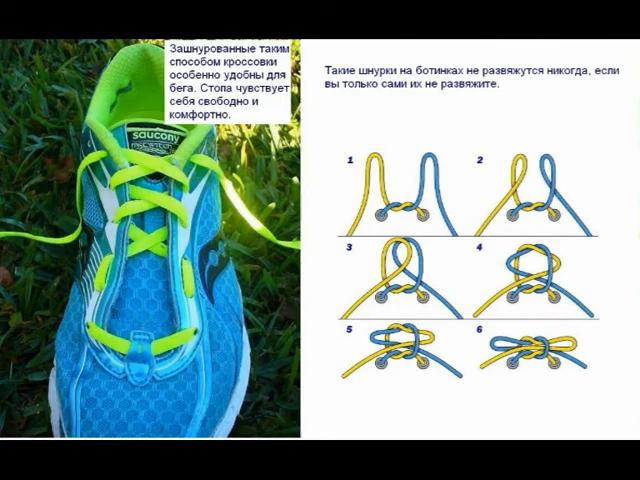 Зашнурованные таким
способом кроссовки
особенно удобны для
бега. Стопа чувствует
себя свободно и
комфортно.
saucony
Такие шнурки на ботинках не развяжутся никогда, если
вы только сами их не развяжите.
1
2
3
4
5
6